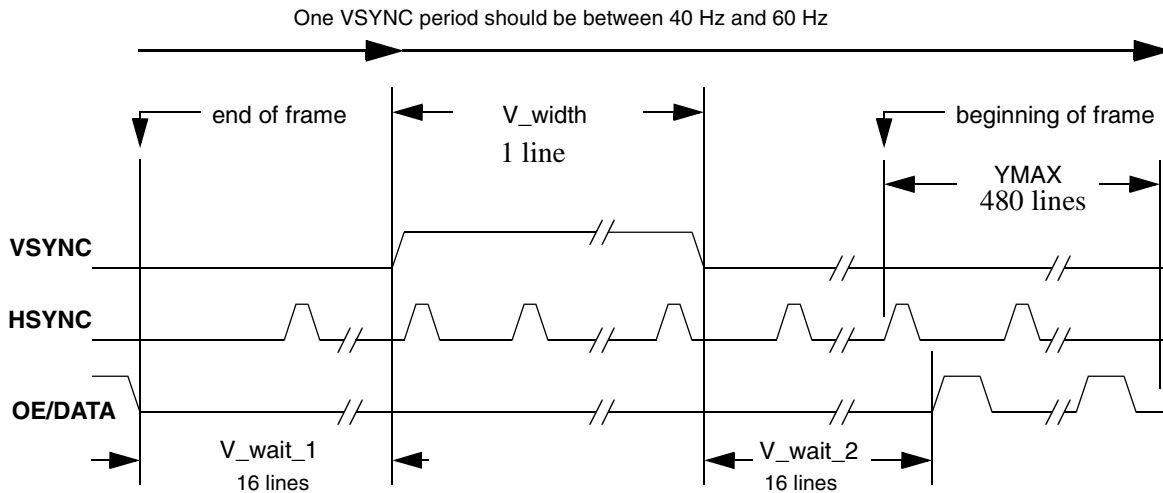 One VSYNC period should be between 40 Hz and 60 Hz
end of frame
V_width
1 line
beginning of frame
YMAX
480 lines
VSYNC
HSYNC
OE/DATA
V_wait_1
16 lines
V_wait_2
16 lines